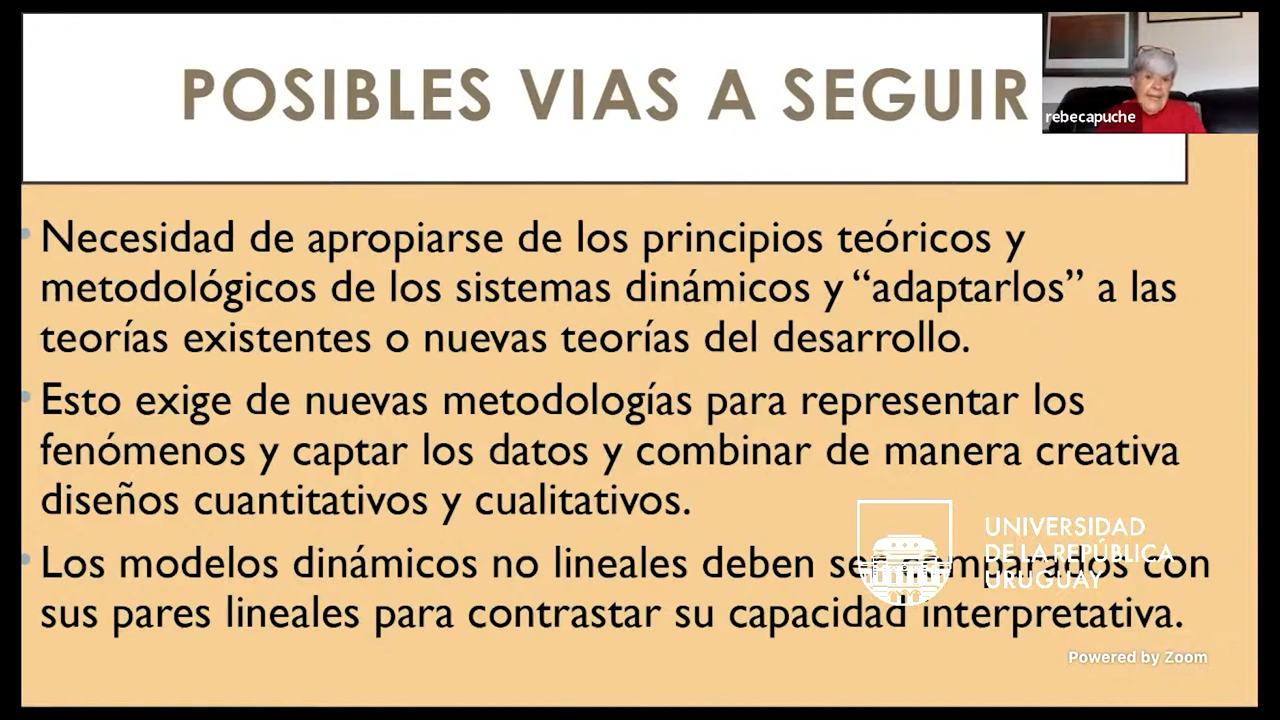 POSIBLES VIAS A SEGUIR
rebecapuche
Necesidad de apropiarse de los principios teóricos y
metodológicos de los sistemas dinámicos y “adaptarlos” a las
teorías existentes o nuevas teorías del desarrollo.
Esto exige de nuevas metodologías para representar los
fenómenos y captar los datos y combinar de manera creativa
diseños cuantitativos y cualitativos.
Los modelos dinámicos no lineales deben ser comparados con
sus pares lineales para contrastar su capacidad interpretativa.
UNIVERSIDAD
DE LA REPÚBLICA
URUGUAY
Powered by Zoom